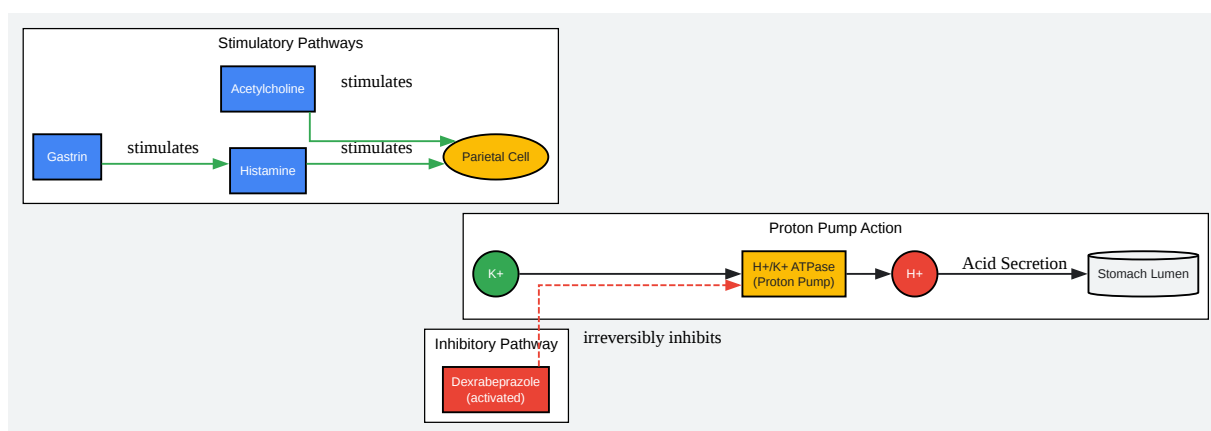 Stimulatory Pathways
Acetylcholine
stimulates
Gastrin
stimulates
Histamine
stimulates
Parietal Cell
Proton Pump Action
K+
H+/K+ ATPase
(Proton Pump)
H+
Acid Secretion
Stomach Lumen
irreversibly inhibits
Inhibitory Pathway
Dexrabeprazole
(activated)